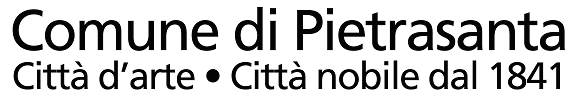 Comune di Pietrasanta
Città d'arte • Città nobile dal 1841